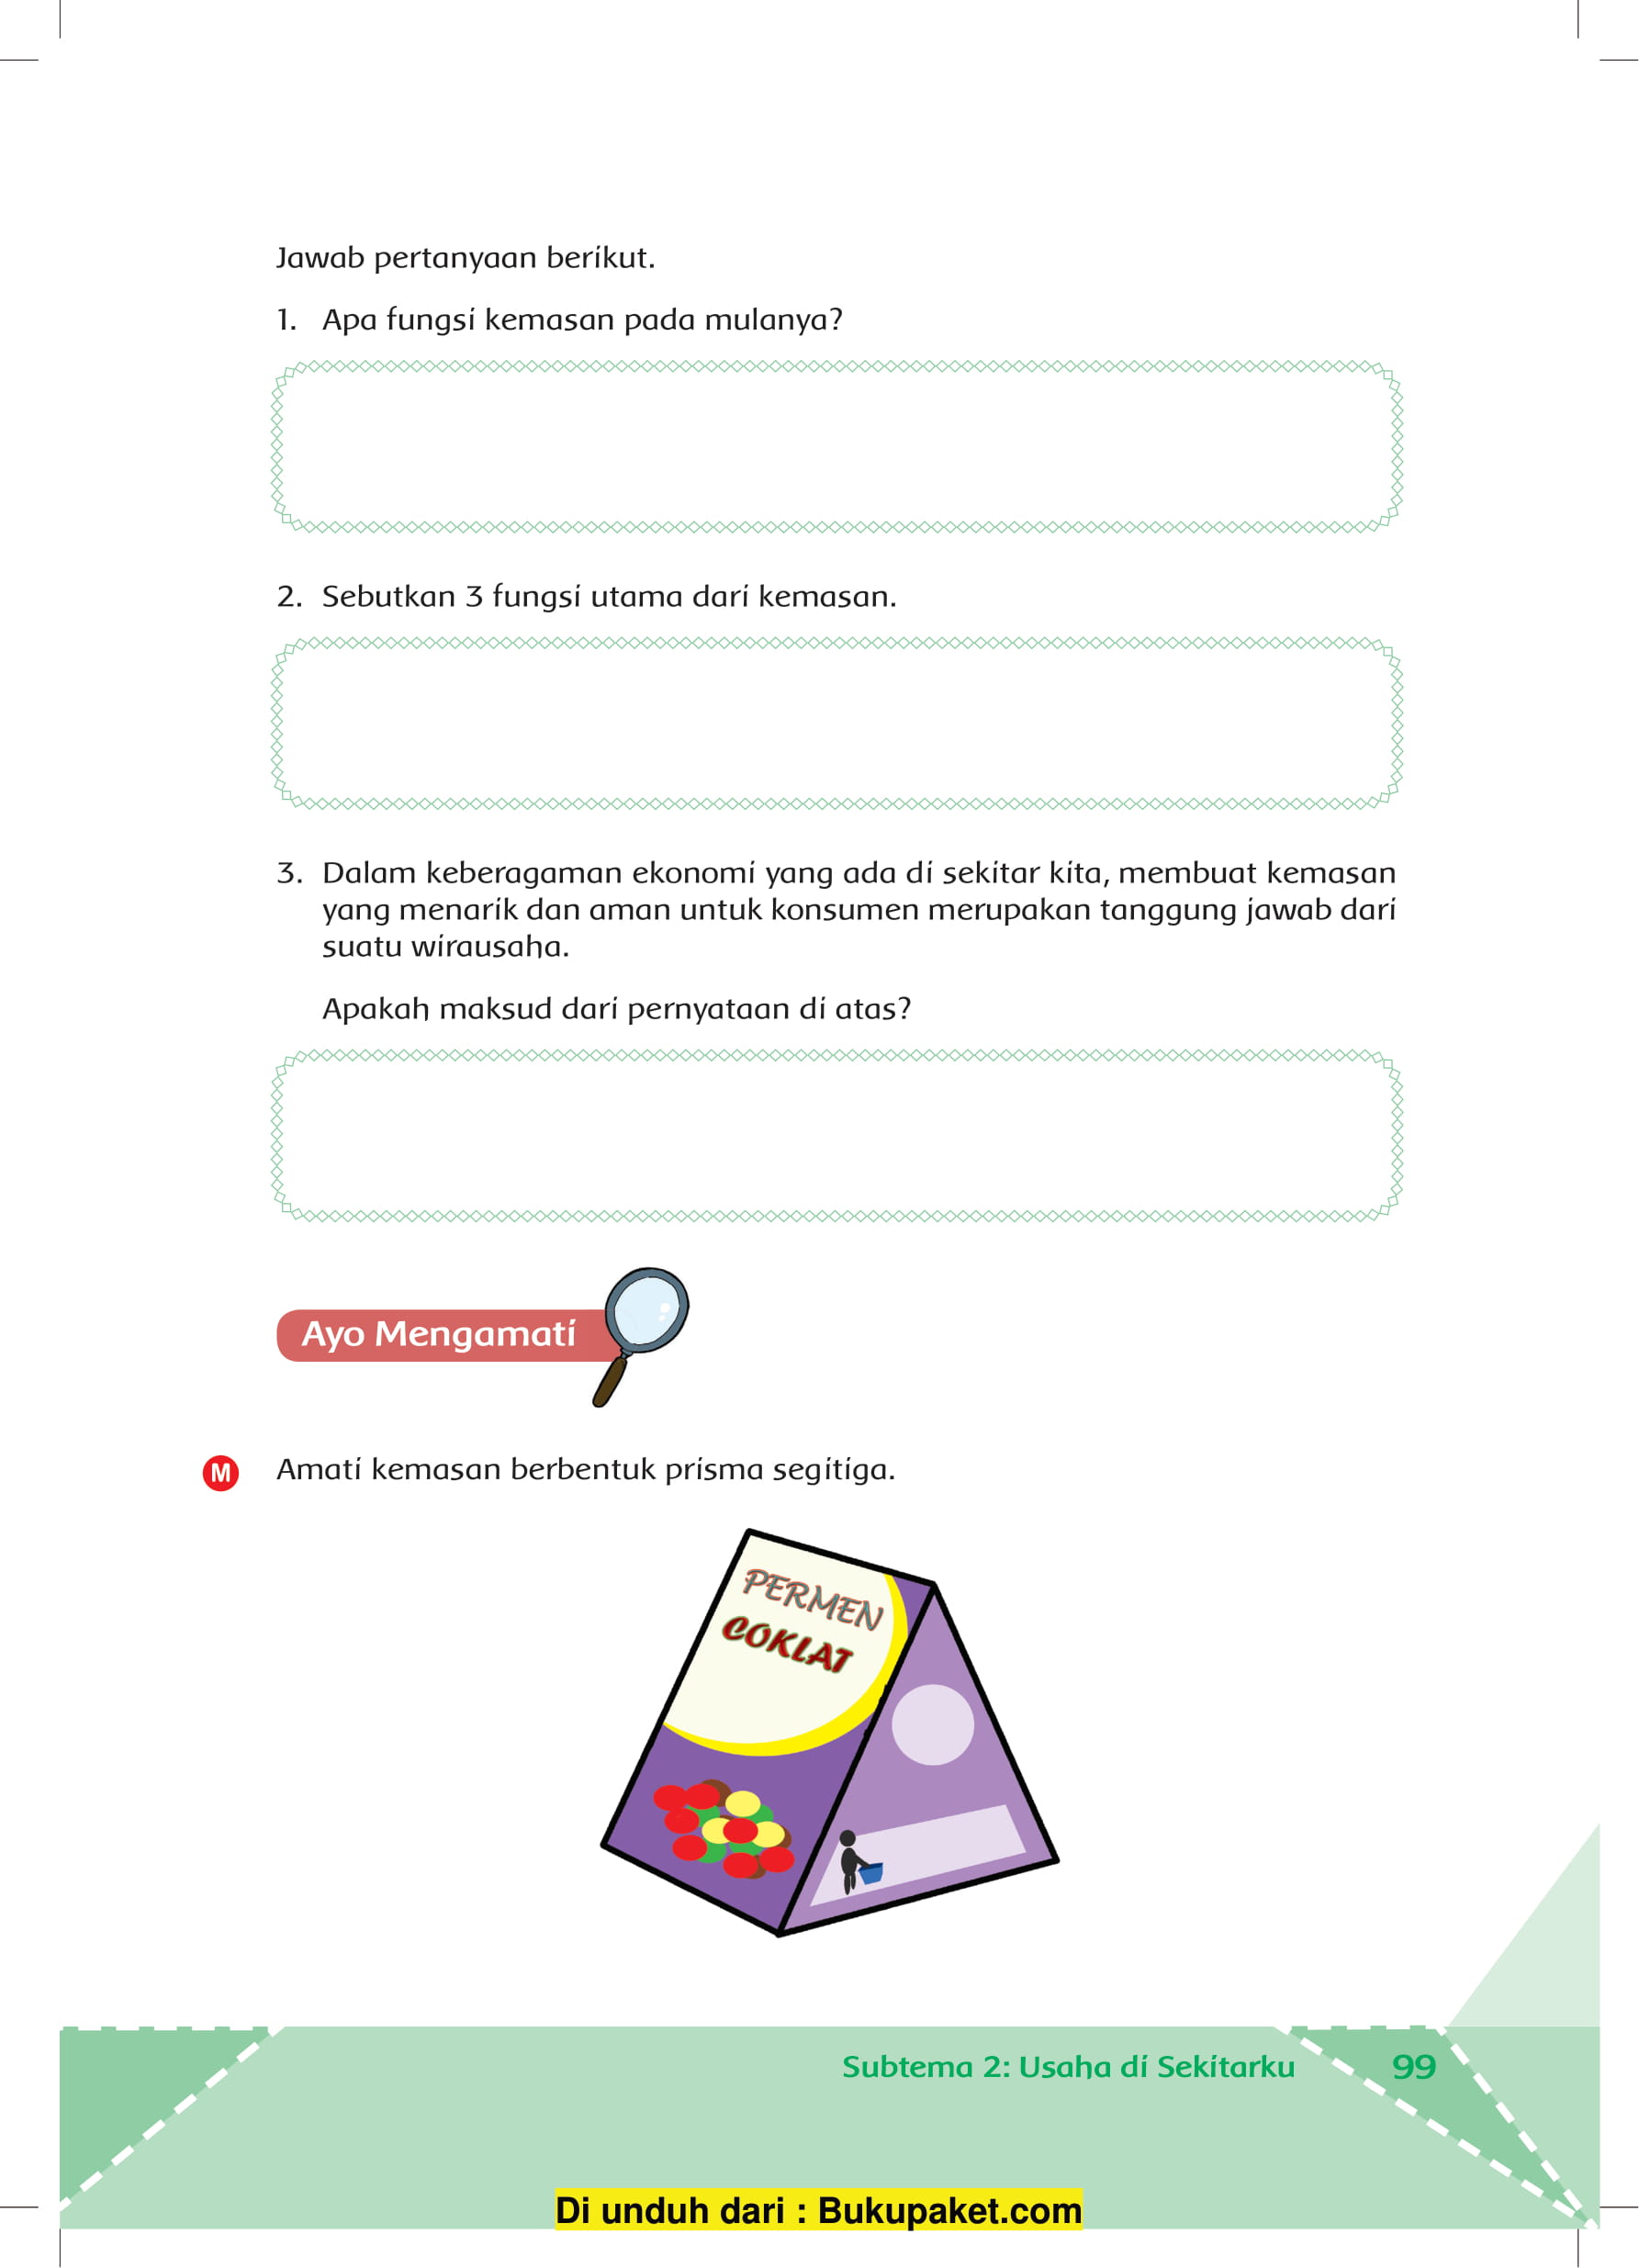 Jawab pertanyaan berikut.
1. Apa fungsi kemasan pada mulanya?
2. Sebutkan 3 fungsi utama dari kemasan.
3. Dalam keberagaman ekonomi yang ada di sekitar kita, membuat kemasan
yang menarik dan aman untuk konsumen merupakan tanggung jawab dari
suatu wirausaha.
Apakah maksud dari pernyataan di atas?
Ayo Mengamati
M Amati kemasan berbentuk prisma segitiga.
PERMEN
COKLAT
Subtema 2: Usaha di Sekitarku 99
Di unduh dari : Bukupaket.com